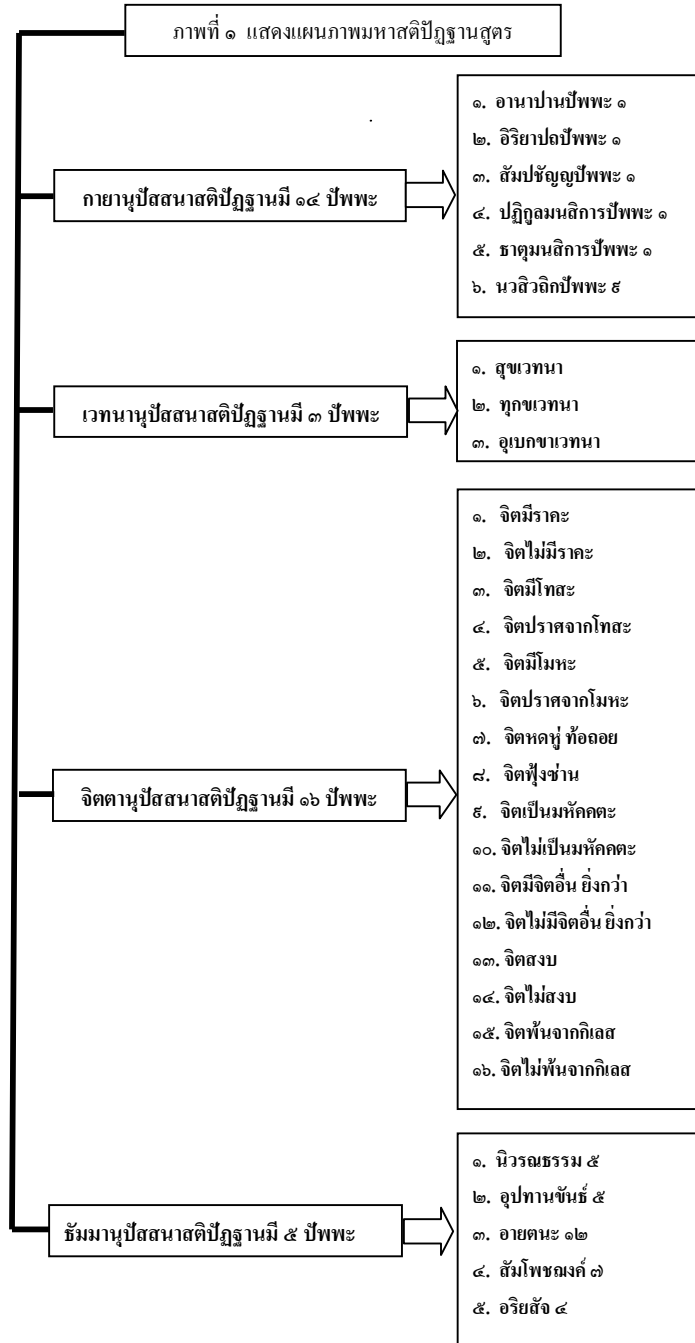 ภาพที่ ๑ แสดงแผนภาพมหาสติปัฏฐานสูตร
กายานุปัสสนาสติปัฏฐานมี ๑๔ ปัพพะ
๑. อานาปานปัพพะ ๑
๒. อิริยาปถปัพพะ ๑
๓. สัมปชัญญปัพพะ ๑
๔. ปฏิกูลมนสิการปัพพะ ๑
๕. ธาตุมนสิการปัพพะ ๑
๖. นวสิวถิกปัพพะ ๙
เวทนานุปัสสนาสติปัฏฐานมี ๓ ปัพพะ
๑. สุขเวทนา
๒. ทุกขเวทนา
๓. อุเบกขาเวทนา
จิตตานุปัสสนาสติปัฏฐานมี ๑๖ ปัพพะ
๑. จิตมีราคะ
๒. จิตไม่มีราคะ
๓. จิตมีโทสะ
๔. จิตปราศจากโทสะ
๕. จิตมีโมหะ
๖. จิตปราศจากโมหะ
๗. จิตหดหู่ ท้อถอย
๘. จิตฟุ้งซ่าน
๙. จิตเป็นมหัคคตะ
๑๐. จิตไม่เป็นมหัคคตะ
๑๑. จิตมีจิตอื่น ยิ่งกว่า
๑๒. จิตไม่มีจิตอื่น ยิ่งกว่า
๑๓. จิตสงบ
๑๔. จิตไม่สงบ
๑๕. จิตพ้นจากกิเลส
๑๖. จิตไม่พ้นจากกิเลส
ธัมมานุปัสสนาสติปัฏฐานมี ๕ ปัพพะ
๑. นิวรณธรรม ๕
๒. อุปทานขันธ์ ๕
๓. อายตนะ ๑๒
๔. สัมโพชฌงค์ ๗
๕. อริยสัจ ๔